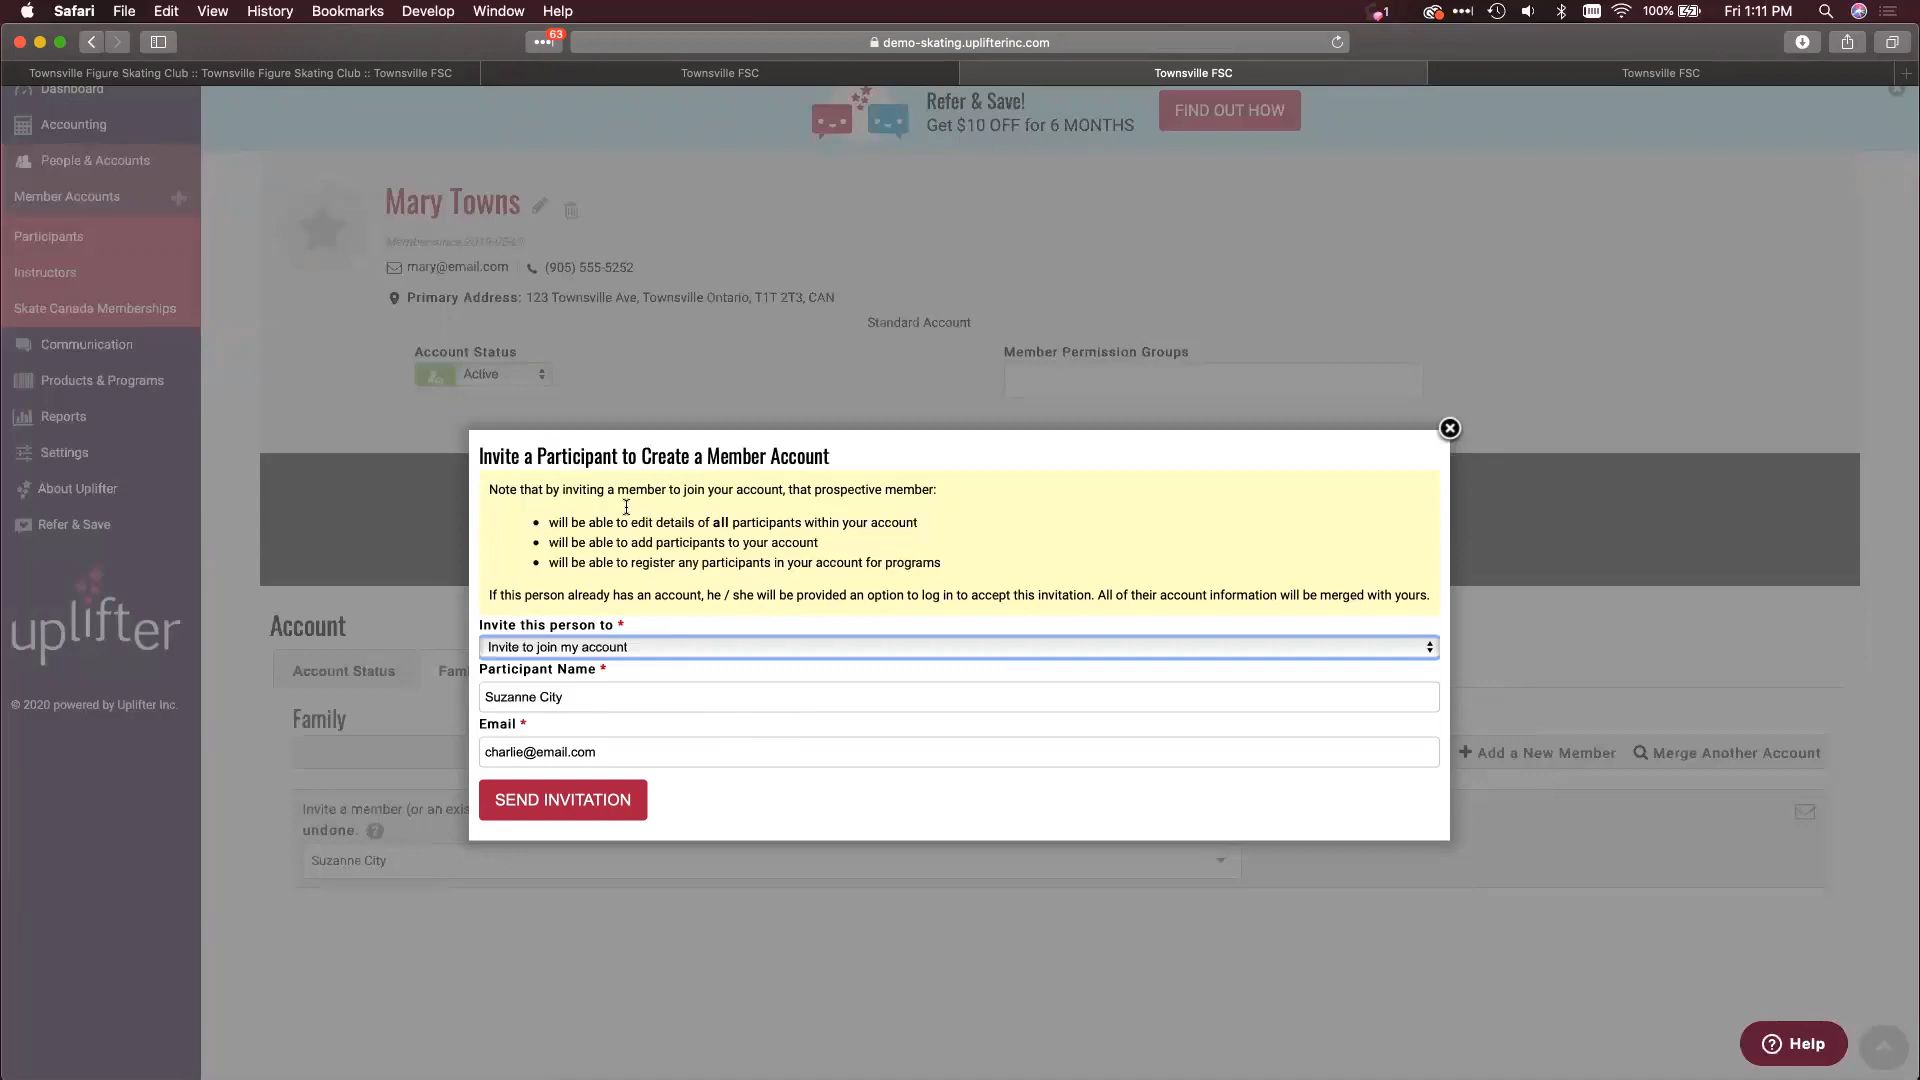 Safari File Edit View History Bookmarks Develop Window Help
1 100% Fri 1:11 PM
63
demo-skating.uplifterinc.com
Townsville Figure Skating Club :: Townsville Figure Skating Club :: Townsville FSC
Townsville FSC
Townsville FSC
Townsville FSC
Dashboard
Accounting
People & Accounts
Member Accounts
Participants
Instructors
Skate Canada Memberships
Communication
Products & Programs
Reports
Settings
About Uplifter
Refer & Save
uplifter
© 2020 powered by Uplifter Inc.
Refer & Save!
Get $10 OFF for 6 MONTHS
FIND OUT HOW
Mary Towns
mary@email.com
(905) 555-5252
Primary Address: 123 Townsville Ave, Townsville Ontario, T1T 2T3, CAN
Standard Account
Account Status
Active
Member Permission Groups
Invite a Participant to Create a Member Account
Note that by inviting a member to join your account, that prospective member:
• will be able to edit details of all participants within your account
• will be able to add participants to your account
• will be able to register any participants in your account for programs
If this person already has an account, he / she will be provided an option to log in to accept this invitation. All of their account information will be merged with yours.
Invite this person to *
Invite to join my account
Participant Name *
Suzanne City
Email *
charlie@email.com
SEND INVITATION
Account
Account Status
Fam
Family
Add a New Member
Merge Another Account
Invite a member (or an exis
undone. ?
Suzanne City
Help